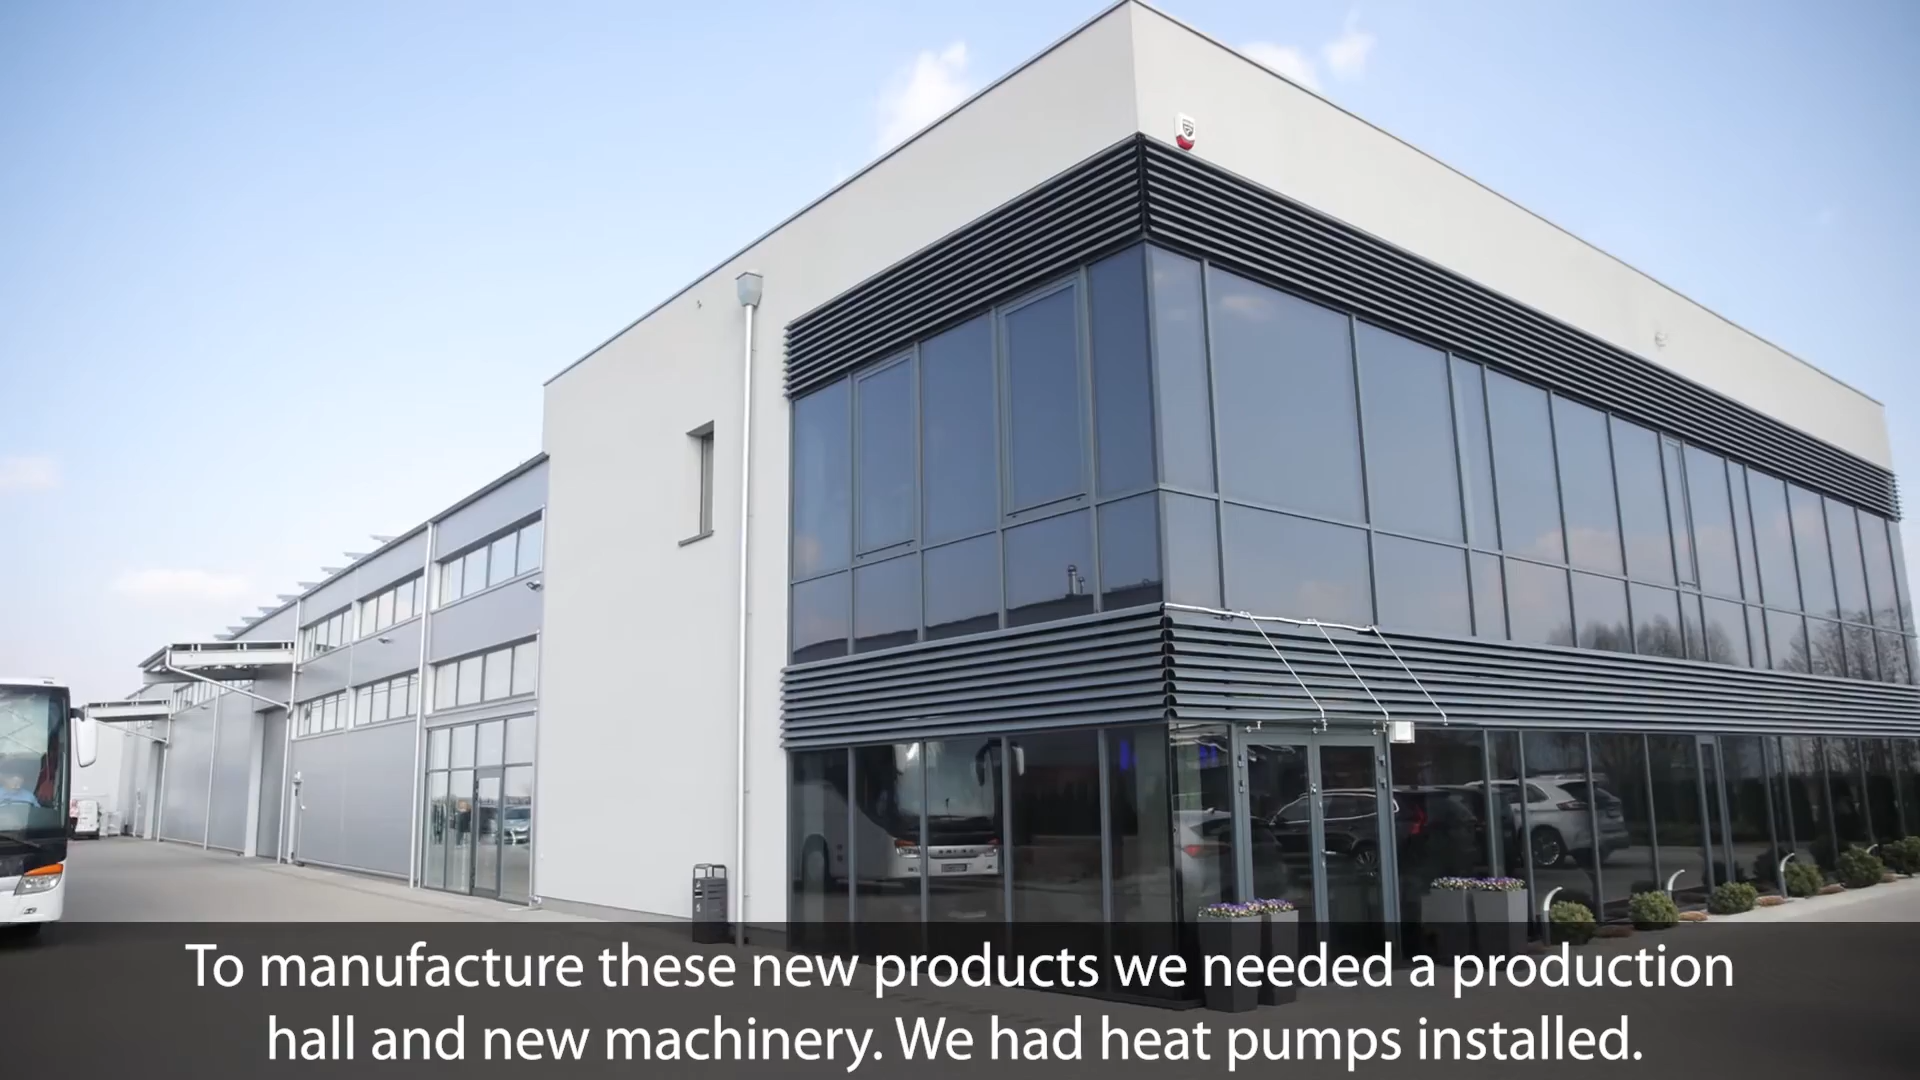 To manufacture these new products we needed a production
hall and new machinery. We had heat pumps installed.